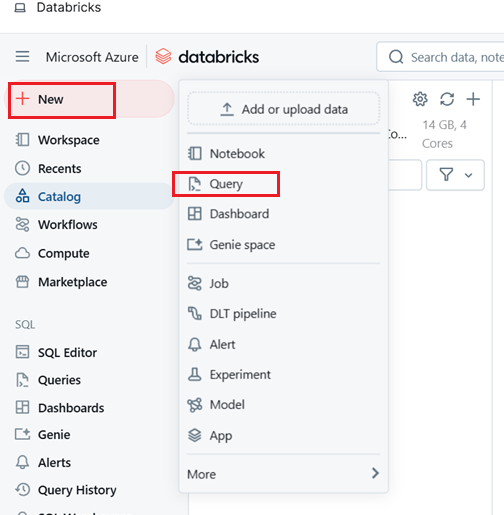 Databricks
Microsoft Azure databricks
Search data, note
New
Workspace
Recents
Catalog
Workflows
Compute
Marketplace
SQL
SQL Editor
Queries
Dashboards
Genie
Alerts
Query History
Add or upload data
Notebook
Query
Dashboard
Genie space
Job
DLT pipeline
Alert
Experiment
Model
App
More
14 GB, 4
Co...
Cores